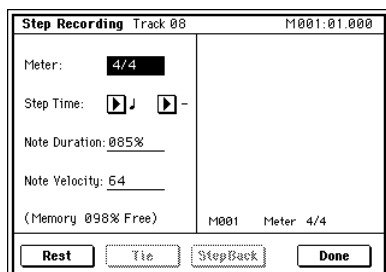 Step Recording Track 08 M001:01.000
Meter: 4/4
Step Time: ♩ -
Note Duration: 085%
Note Velocity: 64
(Memory 098% Free) M001 Meter 4/4
Rest Tie StepBack Done